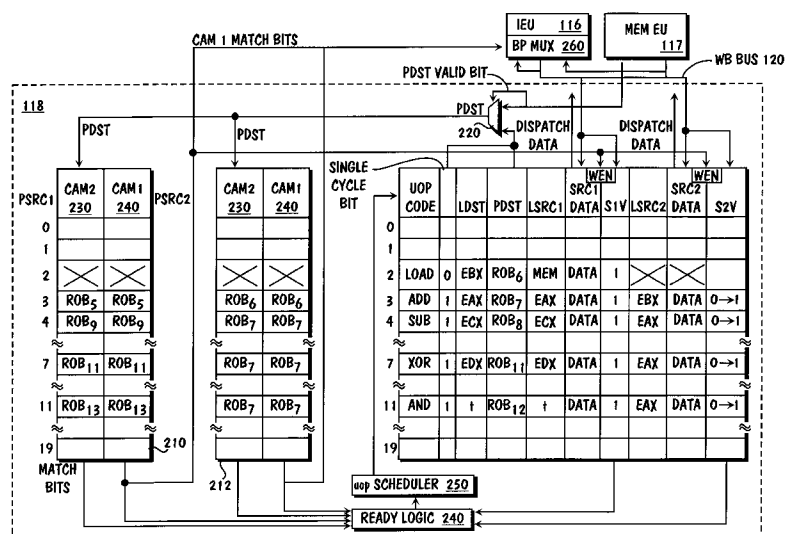 IEU 116
BP MUX 260
MEM EU
117
CAM 1 MATCH BITS
WB BUS 120
PDST VALID BIT
118
PDST
220
PDST
PDST
DISPATCH DATA
DISPATCH DATA
SINGLE CYCLE BIT
WEN
WEN
PSRC1 CAM2 230 CAM1 240 PSRC2
CAM2 230 CAM1 240
UOP CODE LDST PDST LSRC1 SRC1 DATA S1V LSRC2 SRC2 DATA S2V
0
1
2
3 ROB5 ROB5
4 ROB9 ROB9
7 ROB11 ROB11
11 ROB13 ROB13
19
ROB6 ROB6
ROB7 ROB7
ROB7 ROB7
ROB7 ROB7
0
1
2 LOAD 0 EBX ROB6 MEM DATA 1
3 ADD 1 EAX ROB7 EAX DATA 1 EBX DATA 0→1
4 SUB 1 ECX ROB8 ECX DATA 1 EAX DATA 0→1
7 XOR 1 EDX ROB11 EDX DATA 1 EAX DATA 0→1
11 AND 1 t ROB12 t DATA 1 EAX DATA 0→1
19
210
MATCH BITS
212
uop SCHEDULER 250
READY LOGIC 240